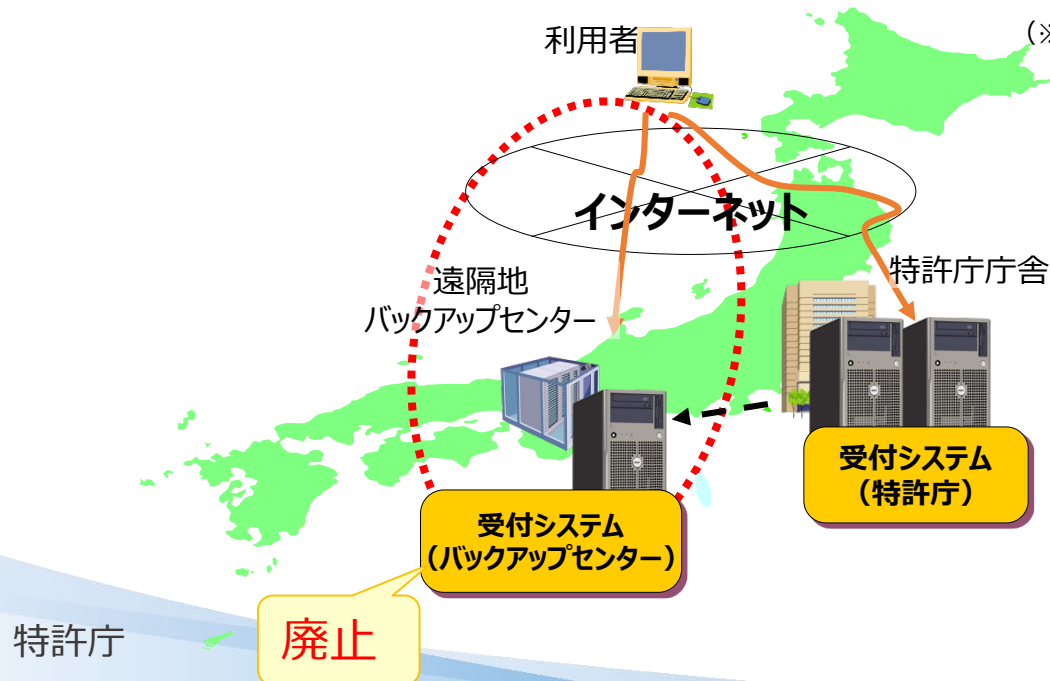 利用者
（※
インターネット
遠隔地
バックアップセンター
特許庁庁舎
受付システム
（特許庁）
受付システム
（バックアップセンター）
廃止
特許庁